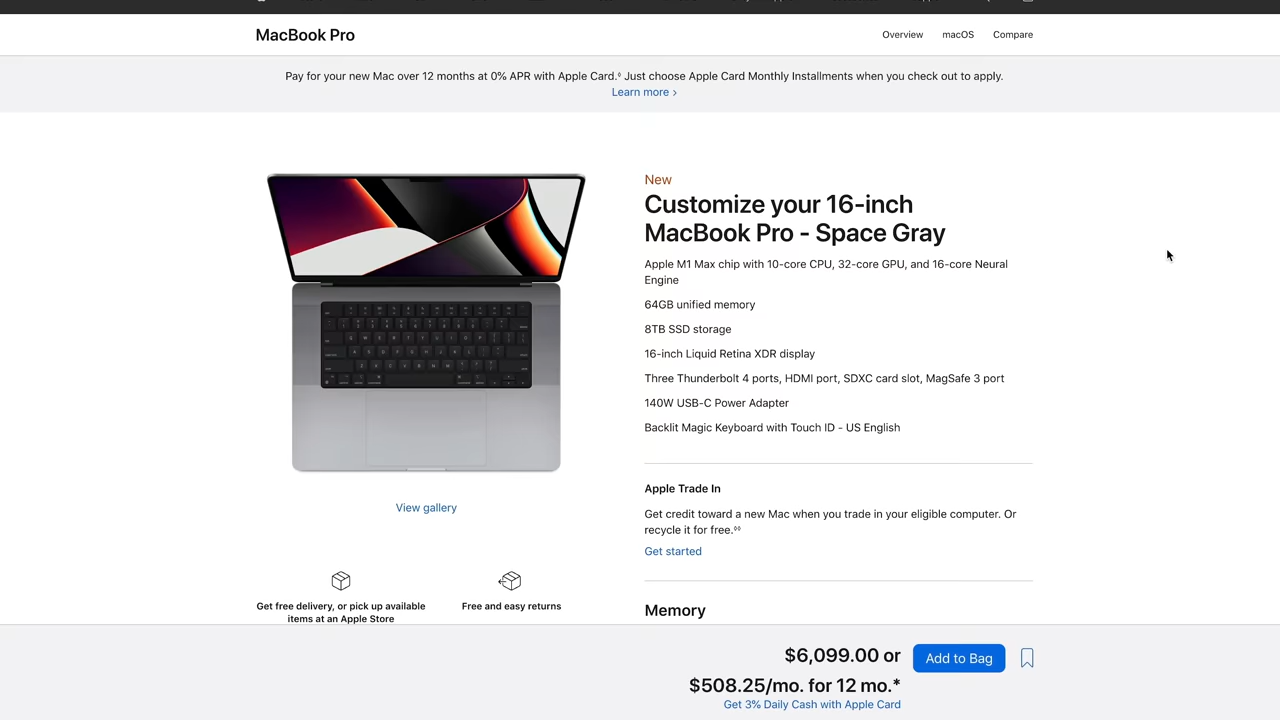 MacBook Pro
Overview
macOS
Compare
Pay for your new Mac over 12 months at 0% APR with Apple Card.◊ Just choose Apple Card Monthly Installments when you check out to apply.
Learn more ›
New
Customize your 16-inch
MacBook Pro - Space Gray
Apple M1 Max chip with 10-core CPU, 32-core GPU, and 16-core Neural
Engine
64GB unified memory
8TB SSD storage
16-inch Liquid Retina XDR display
Three Thunderbolt 4 ports, HDMI port, SDXC card slot, MagSafe 3 port
140W USB-C Power Adapter
Backlit Magic Keyboard with Touch ID - US English
View gallery
Apple Trade In
Get credit toward a new Mac when you trade in your eligible computer. Or
recycle it for free.◊◊
Get started
Get free delivery, or pick up available
items at an Apple Store
Free and easy returns
Memory
$6,099.00 or
$508.25/mo. for 12 mo.*
Get 3% Daily Cash with Apple Card
Add to Bag